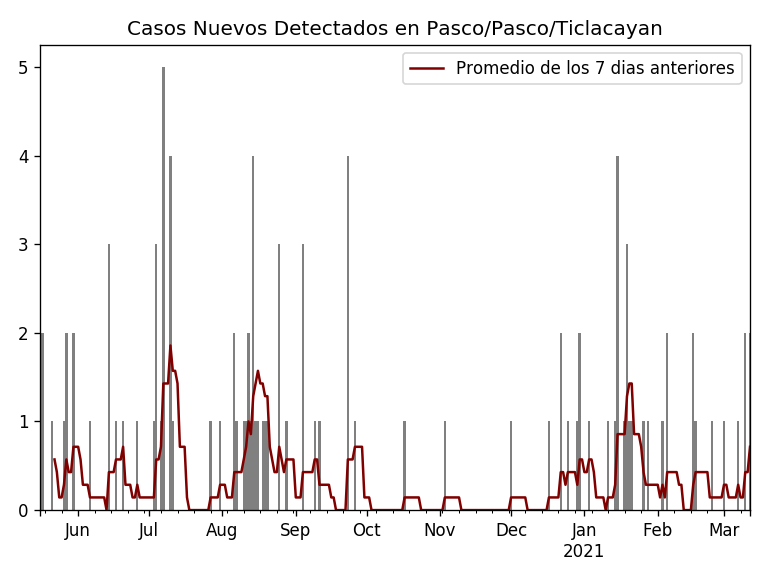 Casos Nuevos Detectados en Pasco/Pasco/Ticlacayan
Promedio de los 7 dias anteriores
5
4
3
2
1
0
Jun Jul Aug Sep Oct Nov Dec Jan Feb Mar
2021